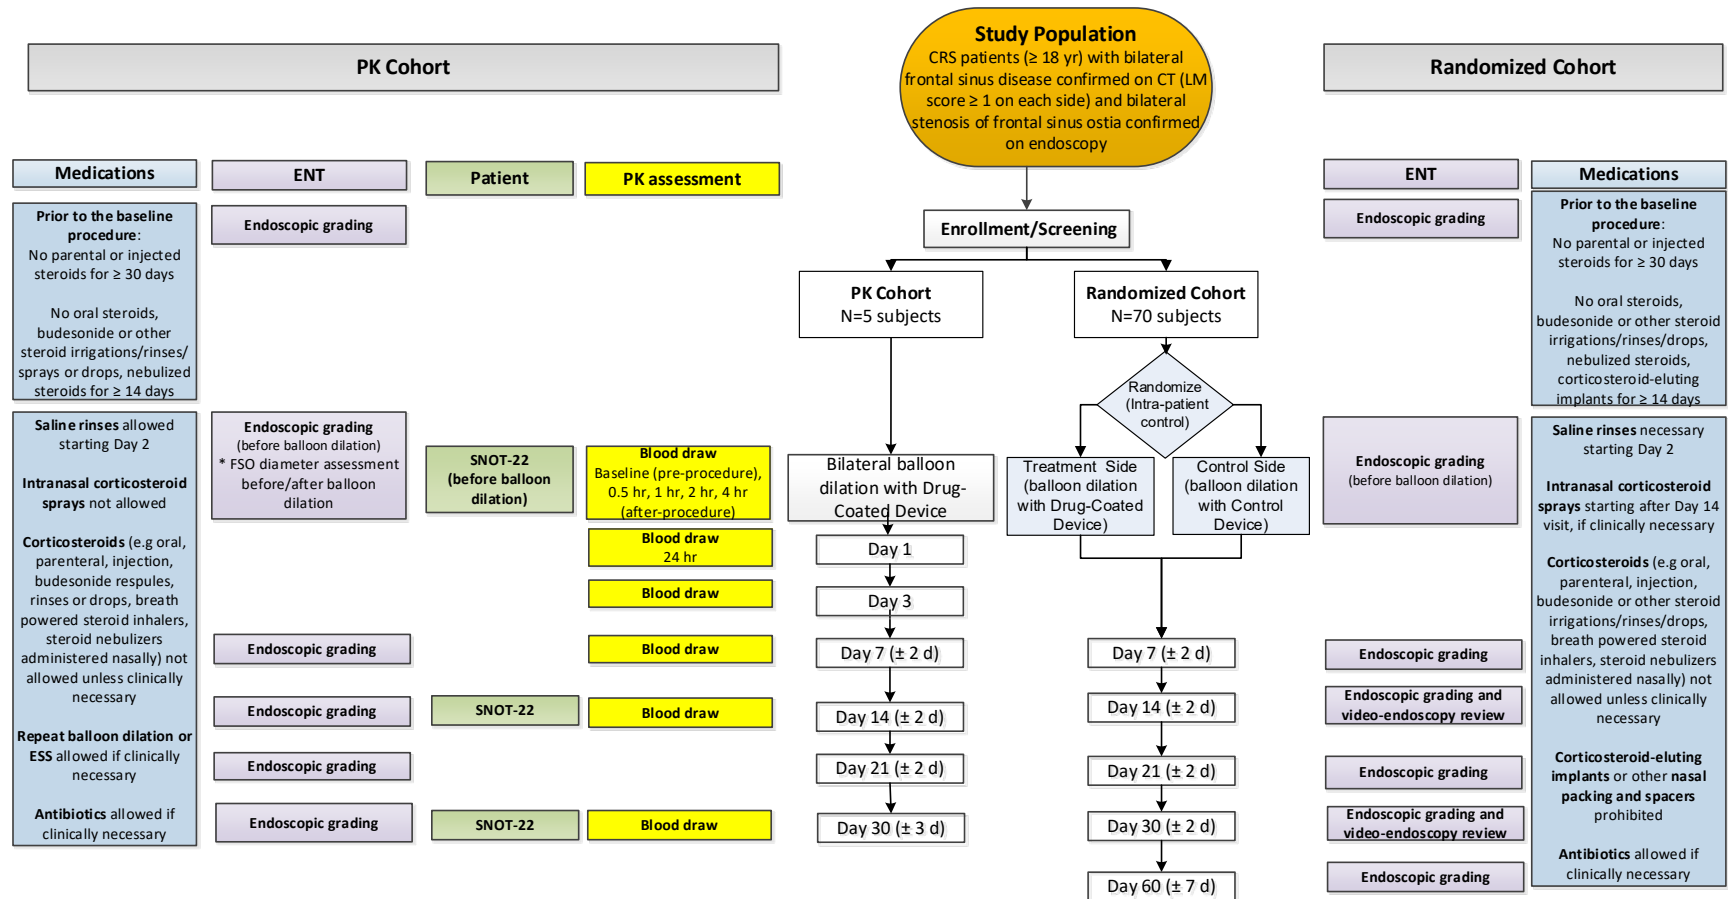 Study Population
CRS patients (≥ 18 yr) with bilateral
frontal sinus disease confirmed on CT (LM
score ≥ 1 on each side) and bilateral
stenosis of frontal sinus ostia confirmed
on endoscopy
PK Cohort
Randomized Cohort
Medications
ENT
Patient
PK assessment
ENT
Medications
Prior to the baseline
procedure:
No parental or injected
steroids for ≥ 30 days
No oral steroids,
budesonide or other
steroid irrigations/rinses/
sprays or drops, nebulized
steroids for ≥ 14 days
Endoscopic grading
Enrollment/Screening
PK Cohort
N=5 subjects
Randomized Cohort
N=70 subjects
Randomize
(Intra-patient
control)
Endoscopic grading
Prior to the baseline
procedure:
No parental or injected
steroids for ≥ 30 days
No oral steroids,
budesonide or other steroid
irrigations/rinses/drops,
nebulized steroids,
corticosteroid-eluting
implants for ≥ 14 days
Saline rinses allowed
starting Day 2
Intranasal corticosteroid
sprays not allowed
Corticosteroids (e.g oral,
parenteral, injection,
budesonide respules,
rinses or drops, breath
powered steroid inhalers,
steroid nebulizers
administered nasally) not
allowed unless clinically
necessary
Repeat balloon dilation or
ESS allowed if clinically
necessary
Antibiotics allowed if
clinically necessary
Endoscopic grading
(before balloon dilation)
* FSO diameter assessment
before/after balloon
dilation
SNOT-22
(before balloon
dilation)
Blood draw
Baseline (pre-procedure),
0.5 hr, 1 hr, 2 hr, 4 hr
(after-procedure)
Bilateral balloon
dilation with Drug-
Coated Device
Treatment Side
(balloon dilation
with Drug-Coated
Device)
Control Side
(balloon dilation
with Control
Device)
Endoscopic grading
(before balloon dilation)
Saline rinses necessary
starting Day 2
Intranasal corticosteroid
sprays starting after Day 14
visit, if clinically necessary
Corticosteroids (e.g oral,
parenteral, injection,
budesonide or other steroid
irrigations/rinses/drops,
breath powered steroid
inhalers, steroid nebulizers
administered nasally) not
allowed unless clinically
necessary
Corticosteroid-eluting
implants or other nasal
packing and spacers
prohibited
Antibiotics allowed if
clinically necessary
Blood draw
24 hr
Day 1
Blood draw
Day 3
Endoscopic grading
Blood draw
Day 7 (± 2 d)
Day 7 (± 2 d)
Endoscopic grading
Endoscopic grading
SNOT-22
Blood draw
Day 14 (± 2 d)
Day 14 (± 2 d)
Endoscopic grading and
video-endoscopy review
Endoscopic grading
Day 21 (± 2 d)
Day 21 (± 2 d)
Endoscopic grading
Endoscopic grading
SNOT-22
Blood draw
Day 30 (± 3 d)
Day 30 (± 2 d)
Endoscopic grading and
video-endoscopy review
Day 60 (± 7 d)
Endoscopic grading